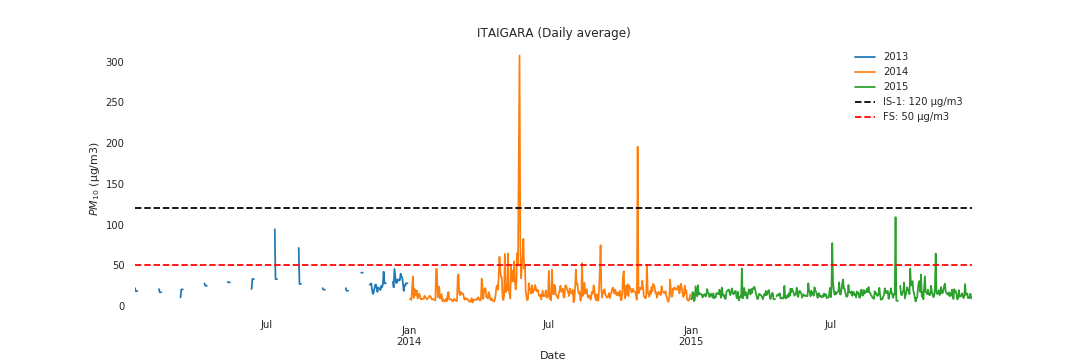 ITAIGARA (Daily average)
300
250
200
150
100
50
0
PM10 (μg/m3)
2013
2014
2015
IS-1: 120 μg/m3
FS: 50 μg/m3
Jul
Jan
2014
Jul
Jan
2015
Jul
Date